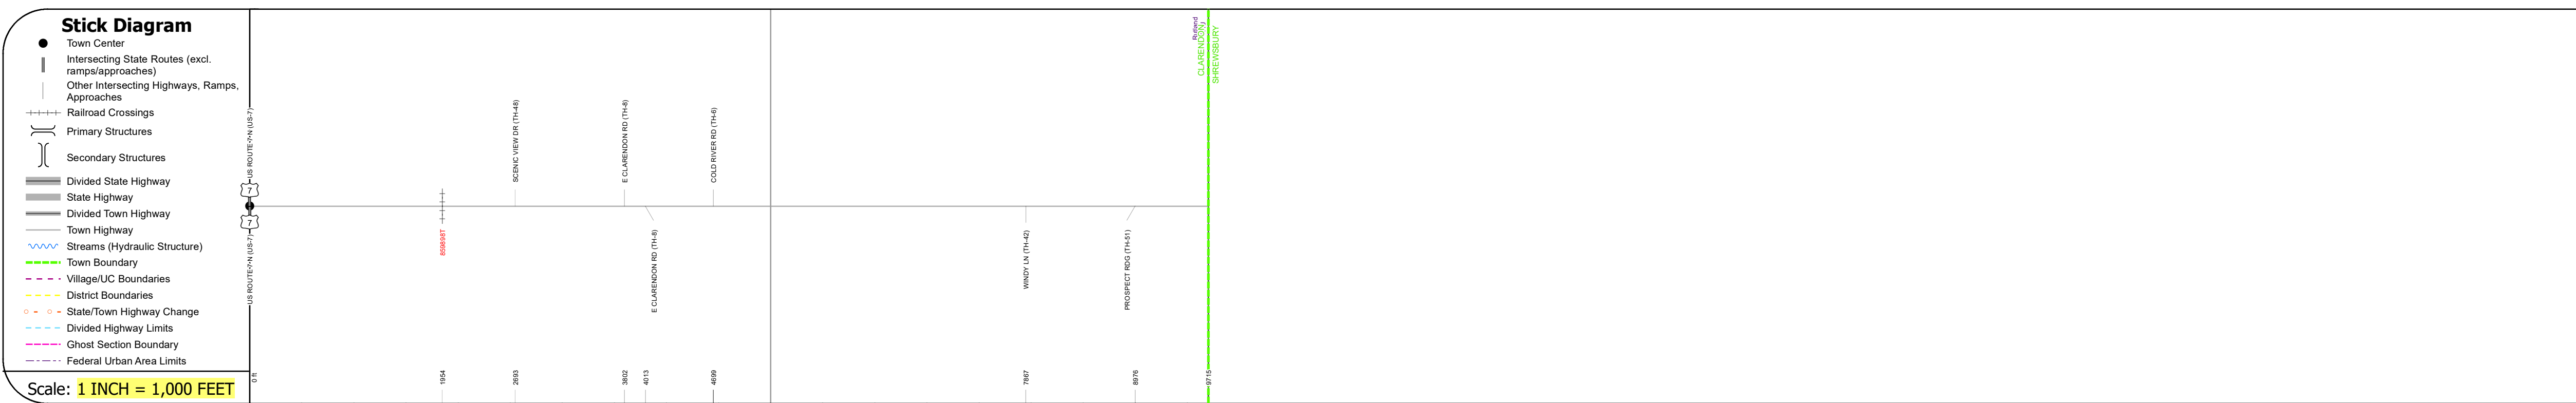 Stick Diagram
Town Center
Intersecting State Routes (excl.
ramps/approaches)
Other Intersecting Highways, Ramps,
Approaches
Railroad Crossings
Primary Structures
Secondary Structures
Divided State Highway
State Highway
Divided Town Highway
Town Highway
Streams (Hydraulic Structure)
Town Boundary
Village/UC Boundaries
District Boundaries
State/Town Highway Change
Divided Highway Limits
Ghost Section Boundary
Federal Urban Area Limits
Scale: 1 INCH = 1,000 FEET
US ROUTE-7-N (US-7)
7
7
US ROUTE-7-N (US-7)
859898T
SCENIC VIEW DR (TH-48)
E CLARENDON RD (TH-8)
E CLARENDON RD (TH-8)
COLD RIVER RD (TH-6)
WINDY LN (TH-42)
PROSPECT RDG (TH-51)
Rutland
CLARENDON
SHREWSBURY
0 ft
1954
2693
3802
4013
4699
7867
8976
9715